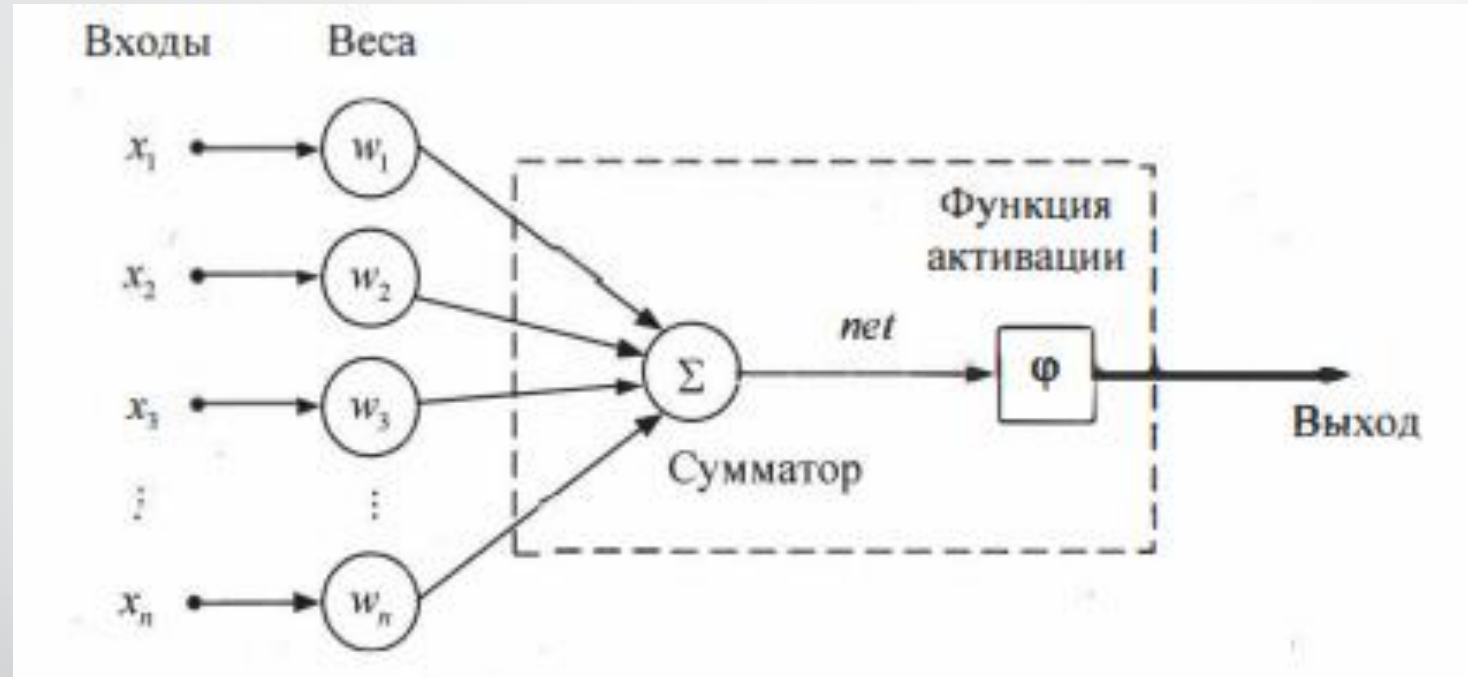 Входы Веса
x₁ w₁
Функция
активации
x₂ w₂
net
Σ φ
x₃ w₃
Выход
Сумматор
⋮ ⋮
xₙ wₙ